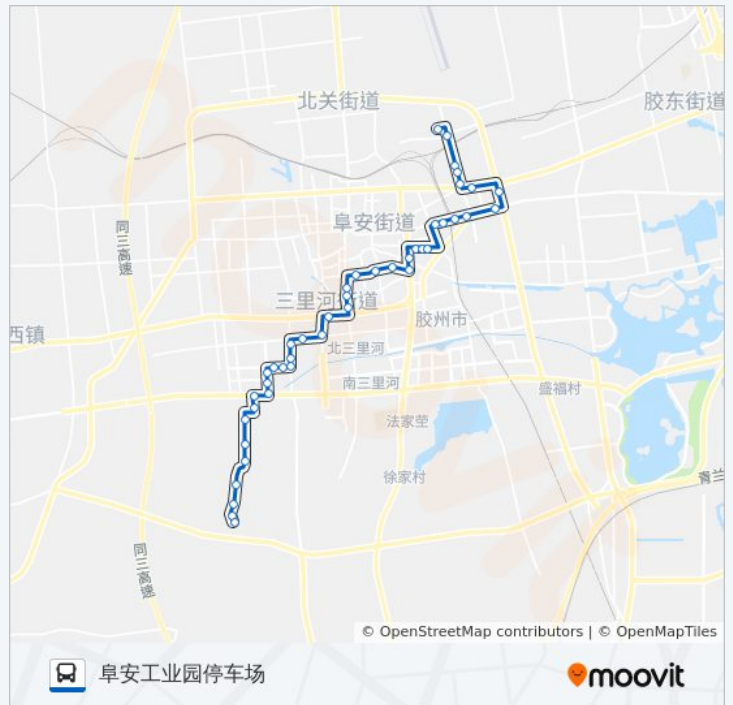 北关街道
胶东街道
阜安街道
同三高速
三里河街道
胶州市
西镇
北三里河
南三里河
盛福村
法家茔
徐家村
青兰
同三高速
© OpenStreetMap contributors | © OpenMapTiles
阜安工业园停车场
moovit